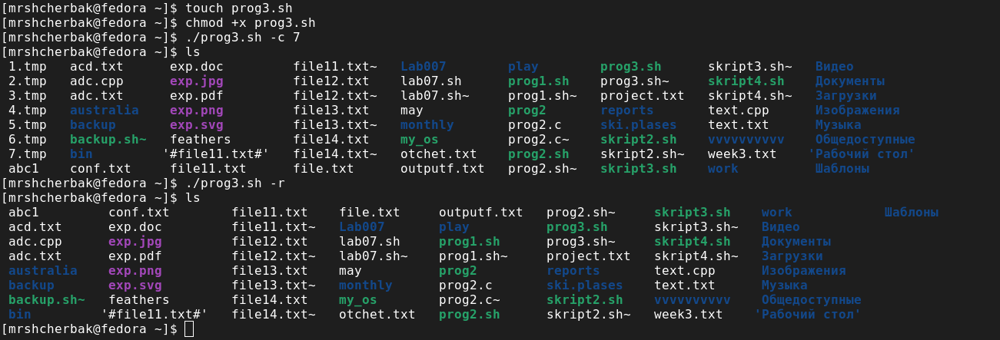 [mrshcherbak@fedora ~]$ touch prog3.sh
[mrshcherbak@fedora ~]$ chmod +x prog3.sh
[mrshcherbak@fedora ~]$ ./prog3.sh -c 7
[mrshcherbak@fedora ~]$ ls
1.tmp acd.txt exp.doc file11.txt~ Lab007 play prog3.sh skript3.sh~ Видео
2.tmp adc.cpp exp.jpg file12.txt lab07.sh prog1.sh prog3.sh~ skript4.sh Документы
3.tmp adc.txt exp.pdf file12.txt~ lab07.sh~ prog1.sh~ project.txt skript4.sh~ Загрузки
4.tmp australia exp.png file13.txt may prog2 reports text.cpp Изображения
5.tmp backup exp.svg file13.txt~ monthly prog2.c ski.plases text.txt Музыка
6.tmp backup.sh~ feathers file14.txt my_os prog2.c~ skript2.sh vvvvvvvvvv Общедоступные
7.tmp bin '#file11.txt#' file14.txt~ otchet.txt prog2.sh skript2.sh~ week3.txt 'Рабочий стол'
abc1 conf.txt file11.txt file.txt outputf.txt prog2.sh~ skript3.sh work Шаблоны
[mrshcherbak@fedora ~]$ ./prog3.sh -r
[mrshcherbak@fedora ~]$ ls
abc1 conf.txt file11.txt file.txt outputf.txt prog2.sh~ skript3.sh work Шаблоны
acd.txt exp.doc file11.txt~ Lab007 play prog3.sh skript3.sh~ Видео
adc.cpp exp.jpg file12.txt lab07.sh prog1.sh prog3.sh~ skript4.sh Документы
adc.txt exp.pdf file12.txt~ lab07.sh~ prog1.sh~ project.txt skript4.sh~ Загрузки
australia exp.png file13.txt may prog2 reports text.cpp Изображения
backup exp.svg file13.txt~ monthly prog2.c ski.plases text.txt Музыка
backup.sh~ feathers file14.txt my_os prog2.c~ skript2.sh vvvvvvvvvv Общедоступные
bin '#file11.txt#' file14.txt~ otchet.txt prog2.sh skript2.sh~ week3.txt 'Рабочий стол'
[mrshcherbak@fedora ~]$